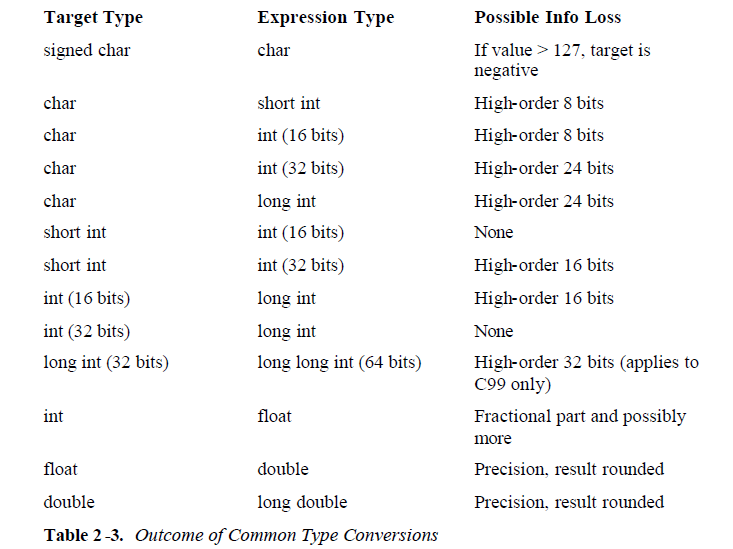 Target Type Expression Type Possible Info Loss
signed char char If value > 127, target is
negative
char short int High-order 8 bits
char int (16 bits) High-order 8 bits
char int (32 bits) High-order 24 bits
char long int High-order 24 bits
short int int (16 bits) None
short int int (32 bits) High-order 16 bits
int (16 bits) long int High-order 16 bits
int (32 bits) long int None
long int (32 bits) long long int (64 bits) High-order 32 bits (applies to
C99 only)
int float Fractional part and possibly
more
float double Precision, result rounded
double long double Precision, result rounded
Table 2-3. Outcome of Common Type Conversions